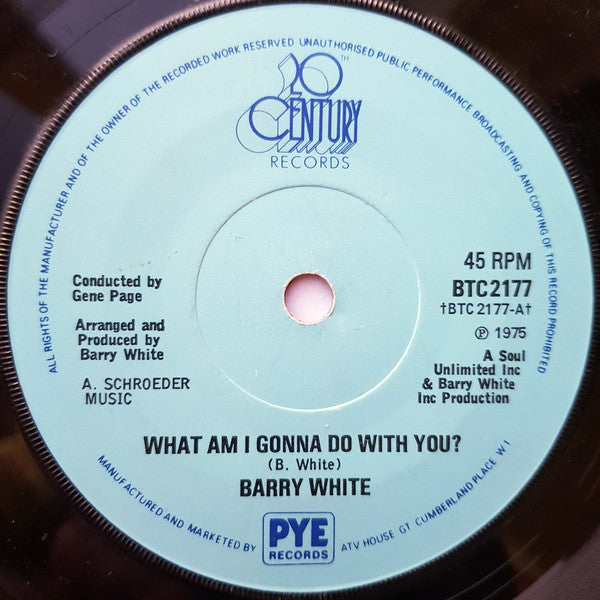 ALL RIGHTS OF THE MANUFACTURER AND OF THE OWNER OF THE RECORDED WORK RESERVED UNAUTHORISED PUBLIC PERFORMANCE BROADCASTING AND COPYING OF THIS RECORD PROHIBITED
20TH
CENTURY
RECORDS
Conducted by
Gene Page
Arranged and
Produced by
Barry White
A. SCHROEDER
MUSIC
45 RPM
BTC2177
†BTC 2177-A†
℗ 1975
A Soul
Unlimited Inc
& Barry White
Inc Production
WHAT AM I GONNA DO WITH YOU?
(B. White)
BARRY WHITE
MANUFACTURED AND MARKETED BY
PYE
RECORDS
ATV HOUSE GT CUMBERLAND PLACE W1